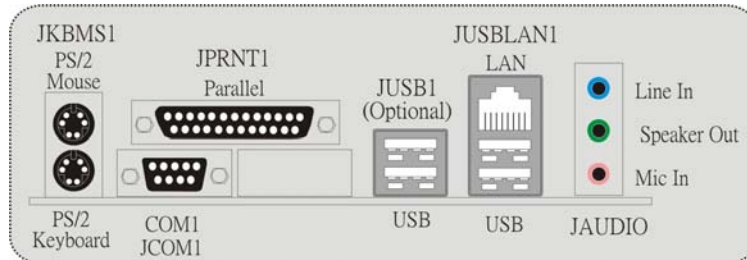 JKBMS1
PS/2
Mouse
JPRNT1
Parallel
JUSB1
(Optional)
JUSBLAN1
LAN
Line In
Speaker Out
Mic In
PS/2
Keyboard
COM1
JCOM1
USB
USB
JAUDIO